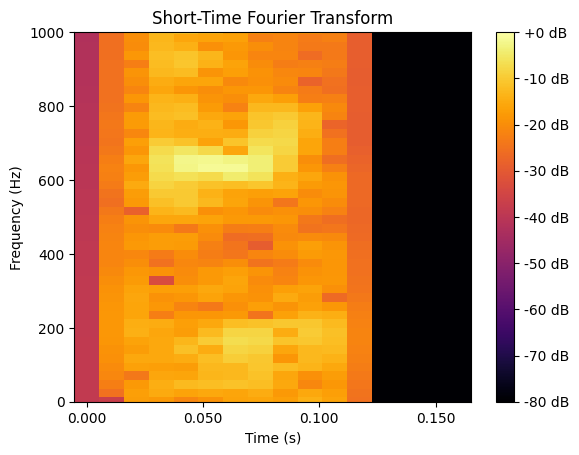 Short-Time Fourier Transform
Frequency (Hz)
1000
800
600
400
200
0
0.000
0.050
0.100
0.150
Time (s)
+0 dB
-10 dB
-20 dB
-30 dB
-40 dB
-50 dB
-60 dB
-70 dB
-80 dB